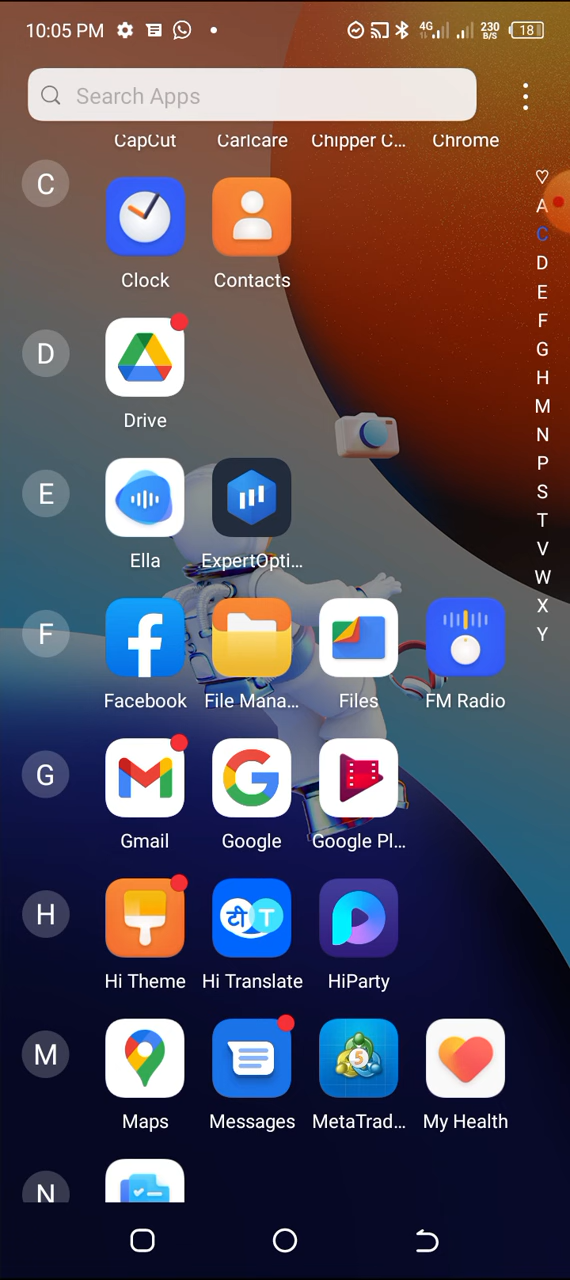 10:05 PM 4G 230 B/S 18
Search Apps
CapCut Carlcare Chipper C... Chrome
C
Clock Contacts
D
Drive
E
Ella ExpertOpti...
F
Facebook File Mana... Files FM Radio
G
Gmail Google Google Pl...
H
टी T
Hi Theme Hi Translate HiParty
M
5
Maps Messages MetaTrad... My Health
N
A
C
D
E
F
G
H
M
N
P
S
T
V
W
X
Y